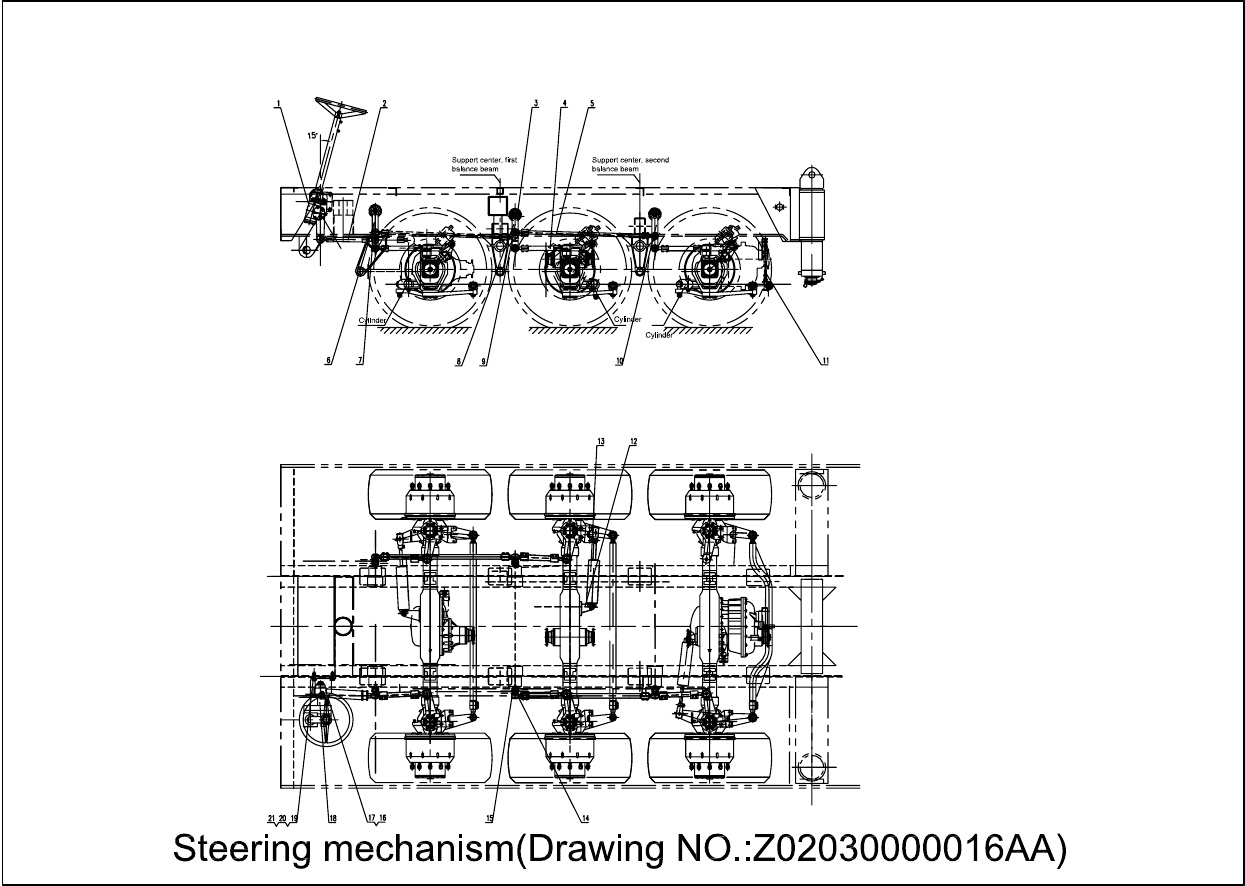 1
2
3
4
5
15°
Support center, first
balance beam
Support center, second
balance beam
Cylinder
Cylinder
Cylinder
6
7
8
9
10
11
13
12
21 20 19
18
17 16
15
14
Steering mechanism(Drawing NO.:Z02030000016AA)